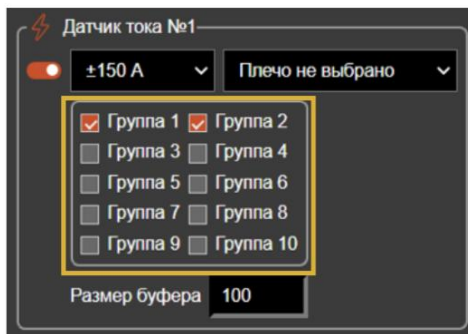 Датчик тока №1
±150 А Плечо не выбрано
Группа 1 Группа 2
Группа 3 Группа 4
Группа 5 Группа 6
Группа 7 Группа 8
Группа 9 Группа 10
Размер буфера 100